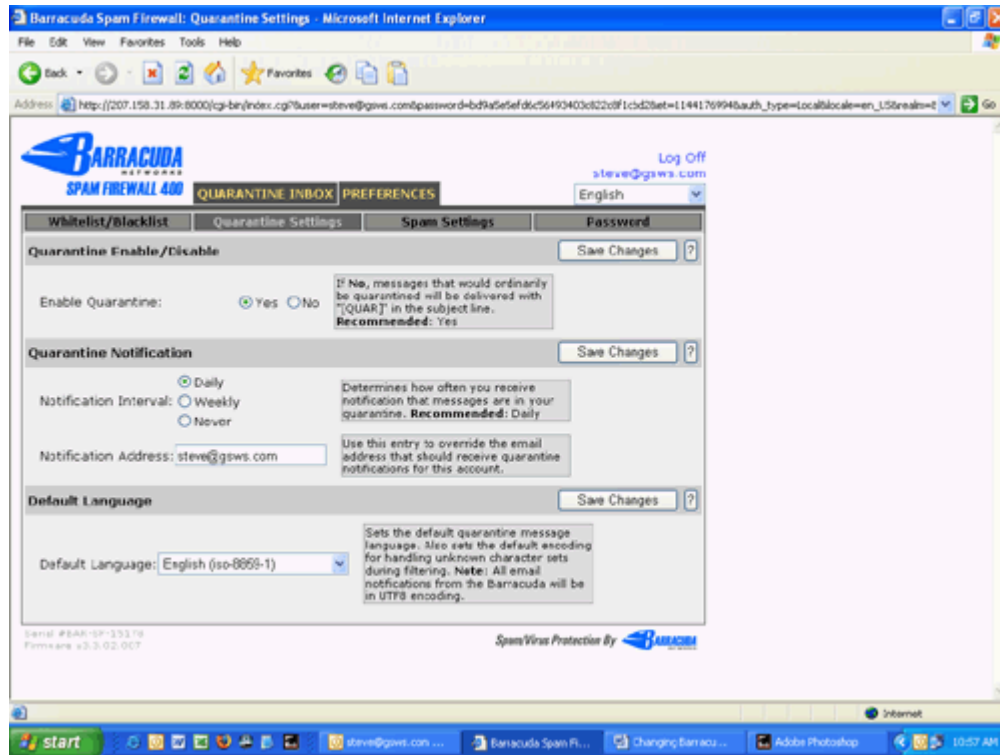 Barracuda Spam Firewall: Quarantine Settings - Microsoft Internet Explorer
File Edit View Favorites Tools Help
Back Favorites
Address Go
BARRACUDA
NETWORKS
SPAM FIREWALL 400
QUARANTINE INBOX PREFERENCES
Log Off
steve@gsws.com
English
Whitelist/Blacklist Quarantine Settings Spam Settings Password
Quarantine Enable/Disable Save Changes ?
Enable Quarantine: Yes No
If No, messages that would ordinarily
be quarantined will be delivered with
"[QUAR]" in the subject line.
Recommended: Yes
Quarantine Notification Save Changes ?
Notification Interval:
Daily
Weekly
Never
Determines how often you receive
notification that messages are in your
quarantine. Recommended: Daily
Notification Address: steve@gsws.com
Use this entry to override the email
address that should receive quarantine
notifications for this account.
Default Language Save Changes ?
Default Language: English (iso-8859-1)
Sets the default quarantine message
language. Also sets the default encoding
for handling unknown character sets
during filtering. Note: All email
notifications from the Barracuda will be
in UTF8 encoding.
Firmware v3.3.02.007
Spam/Virus Protection By BARRACUDA
Internet
start steve@gsws.com ... Barracuda Spam Fi... Changing Barracu... Adobe Photoshop 10:57 AM